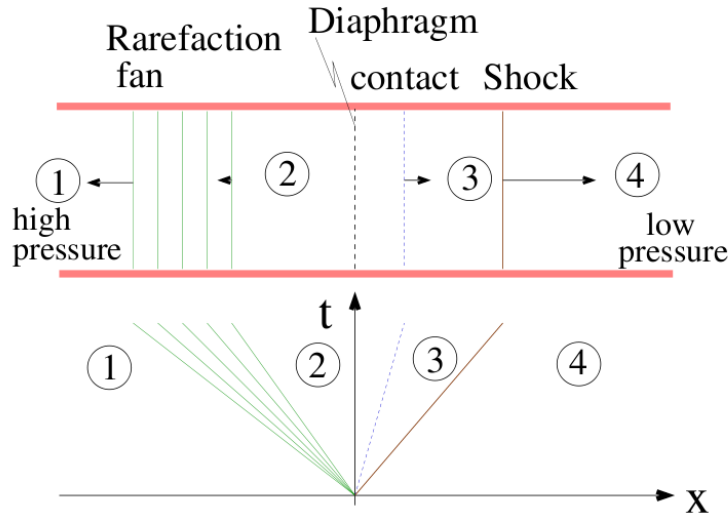 Diaphragm
Rarefaction
fan
contact
Shock
1
2
3
4
high
pressure
low
pressure
t
1
2
3
4
x